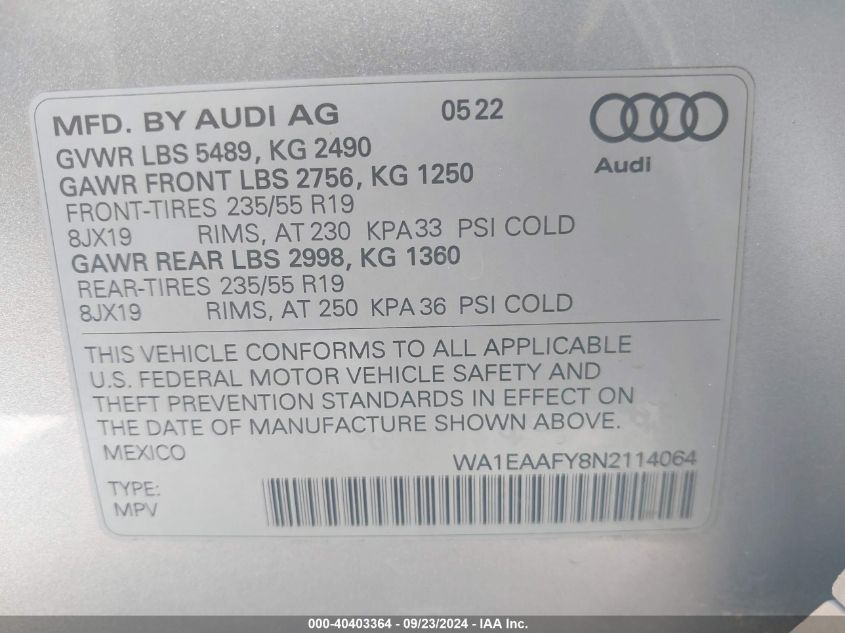 MFD. BY AUDI AG 05 22
GVWR LBS 5489, KG 2490
GAWR FRONT LBS 2756, KG 1250
FRONT-TIRES 235/55 R19
8JX19 RIMS, AT 230 KPA 33 PSI COLD
GAWR REAR LBS 2998, KG 1360
REAR-TIRES 235/55 R19
8JX19 RIMS, AT 250 KPA 36 PSI COLD
Audi
THIS VEHICLE CONFORMS TO ALL APPLICABLE
U.S. FEDERAL MOTOR VEHICLE SAFETY AND
THEFT PREVENTION STANDARDS IN EFFECT ON
THE DATE OF MANUFACTURE SHOWN ABOVE.
MEXICO
WA1EAAFY8N2114064
TYPE:
MPV
000-40403364 - 09/23/2024 - IAA Inc.